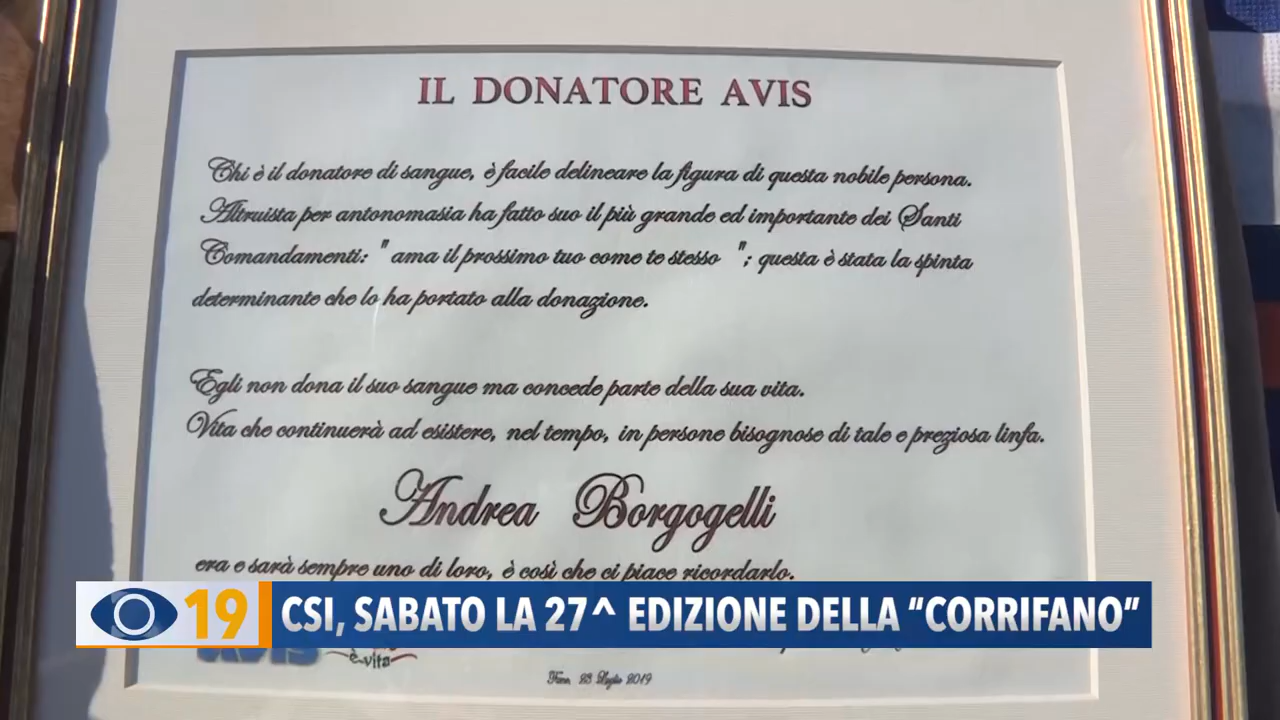 IL DONATORE AVIS
Chi è il donatore di sangue, è facile delineare la figura di questa nobile persona.
Altruista per antonomasia ha fatto suo il più grande ed importante dei Santi
Comandamenti: " ama il prossimo tuo come te stesso "; questa è stata la spinta
determinante che lo ha portato alla donazione.
Egli non dona il suo sangue ma concede parte della sua vita.
Vita che continuerà ad esistere, nel tempo, in persone bisognose di tale e preziosa linfa.
Andrea Borgogelli
era e sarà sempre uno di loro, è così che ci piace ricordarlo.
19 CSI, SABATO LA 27^ EDIZIONE DELLA “CORRIFANO”
AVIS
è vita
Fano, 23 Luglio 2019